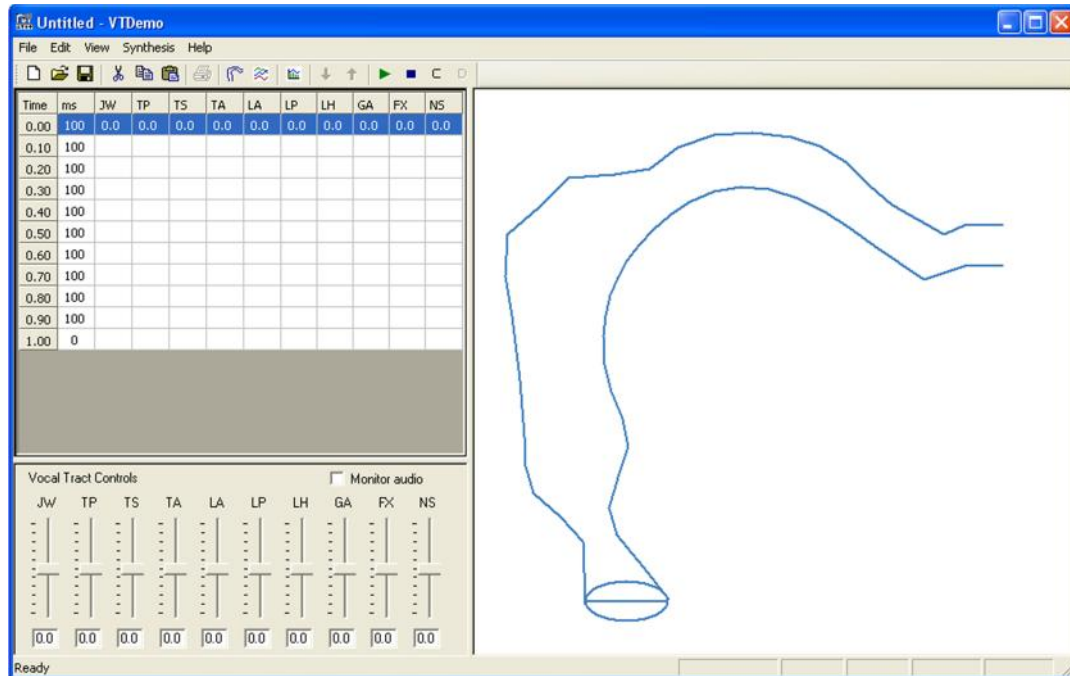 Untitled - VTDemo
File Edit View Synthesis Help
C D
Time ms JW TP TS TA LA LP LH GA FX NS
0.00 100 0.0 0.0 0.0 0.0 0.0 0.0 0.0 0.0 0.0 0.0
0.10 100
0.20 100
0.30 100
0.40 100
0.50 100
0.60 100
0.70 100
0.80 100
0.90 100
1.00 0
Vocal Tract Controls Monitor audio
JW TP TS TA LA LP LH GA FX NS
0.0 0.0 0.0 0.0 0.0 0.0 0.0 0.0 0.0 0.0
Ready